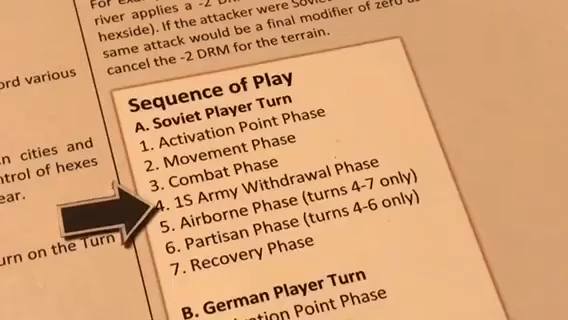 river applies a -2
hexside). If the attacker were Soviet
same attack would be a final modifier of zero as
cancel the -2 DRM for the terrain.
ord various
n cities and
ntrol of hexes
ear.
urn on the Turn
Sequence of Play
A. Soviet Player Turn
1. Activation Point Phase
2. Movement Phase
3. Combat Phase
4. 1S Army Withdrawal Phase
5. Airborne Phase (turns 4-7 only)
6. Partisan Phase (turns 4-6 only)
7. Recovery Phase
B. German Player Turn
ivation Point Phase